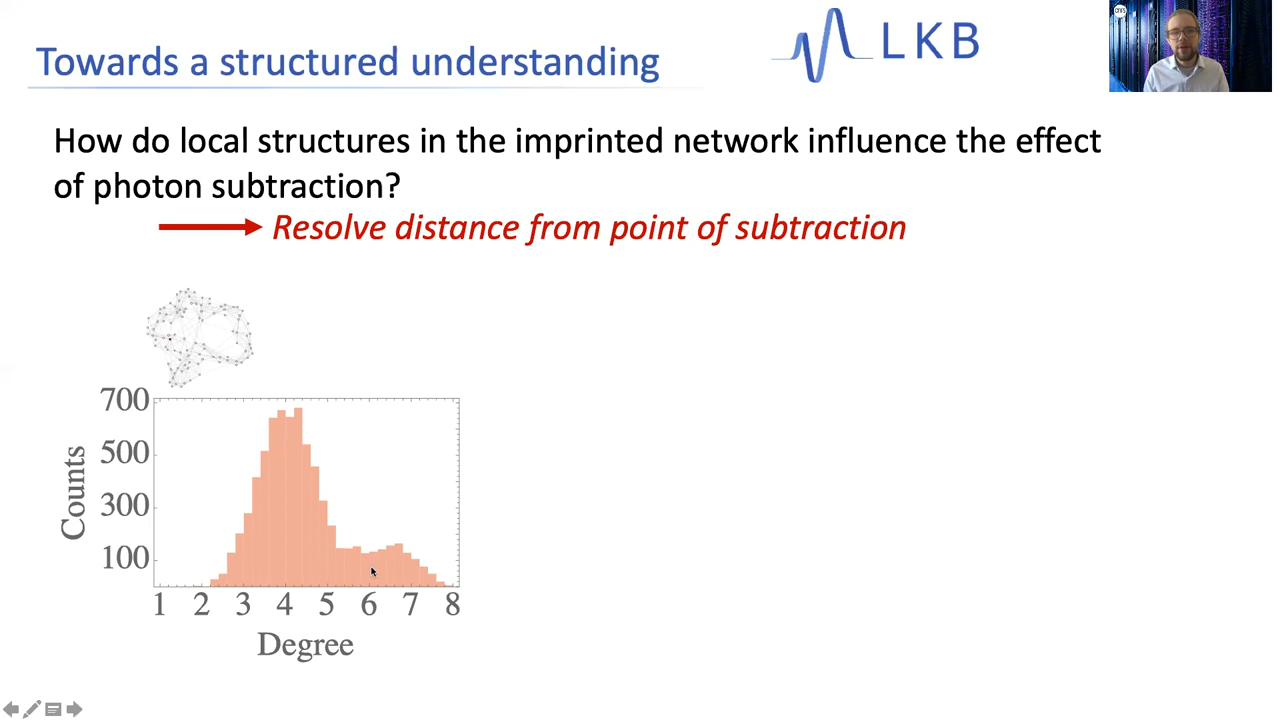 Towards a structured understanding
LKB
cnrs
How do local structures in the imprinted network influence the effect
of photon subtraction?
Resolve distance from point of subtraction
700
500
300
100
Counts
1 2 3 4 5 6 7 8
Degree